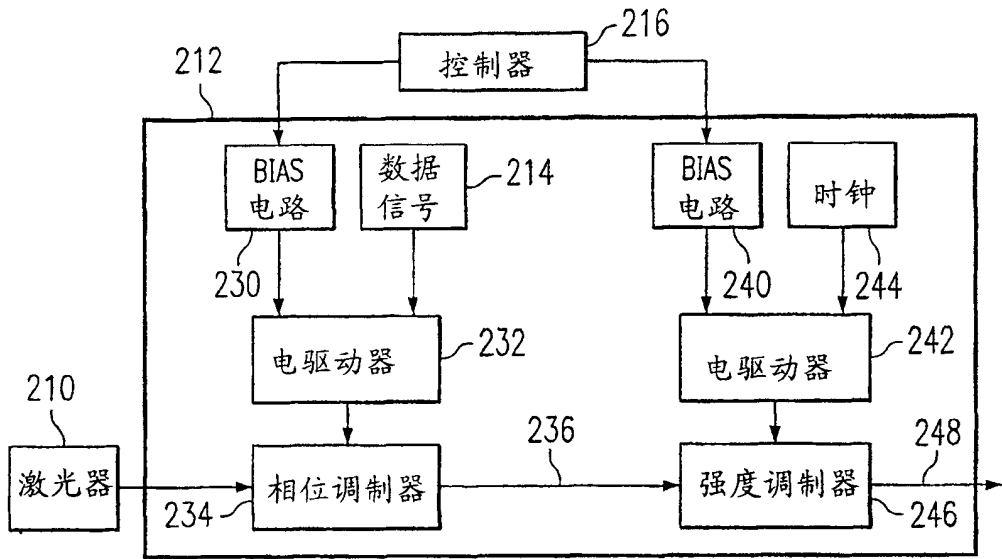 216
控制器
212
BIAS
电路
数据
信号
214
BIAS
电路
时钟
230
240
244
电驱动器
232
电驱动器
242
210
236
248
激光器
相位调制器
强度调制器
234
246